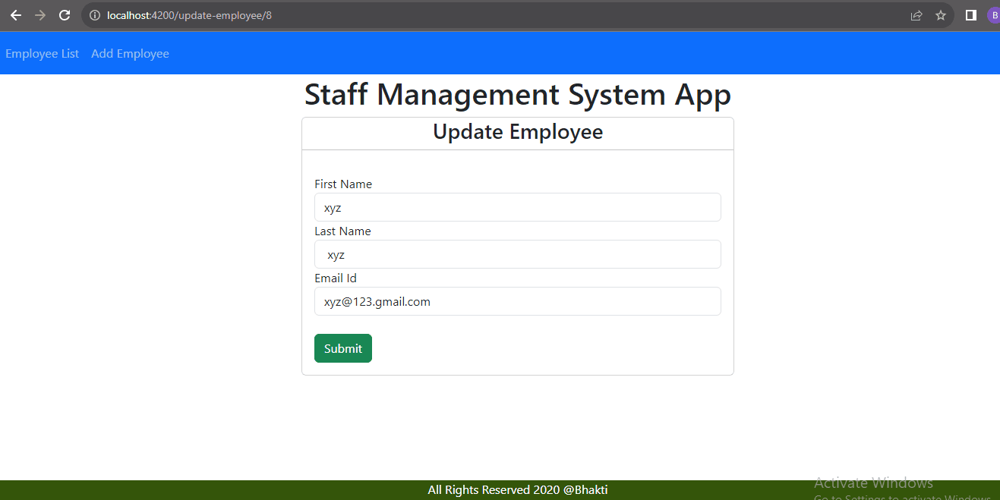 localhost:4200/update-employee/8
B
Employee List Add Employee
Staff Management System App
Update Employee
First Name
xyz
Last Name
xyz
Email Id
xyz@123.gmail.com
Submit
All Rights Reserved 2020 @Bhakti
Activate Windows
Go to Settings to activate Windows.